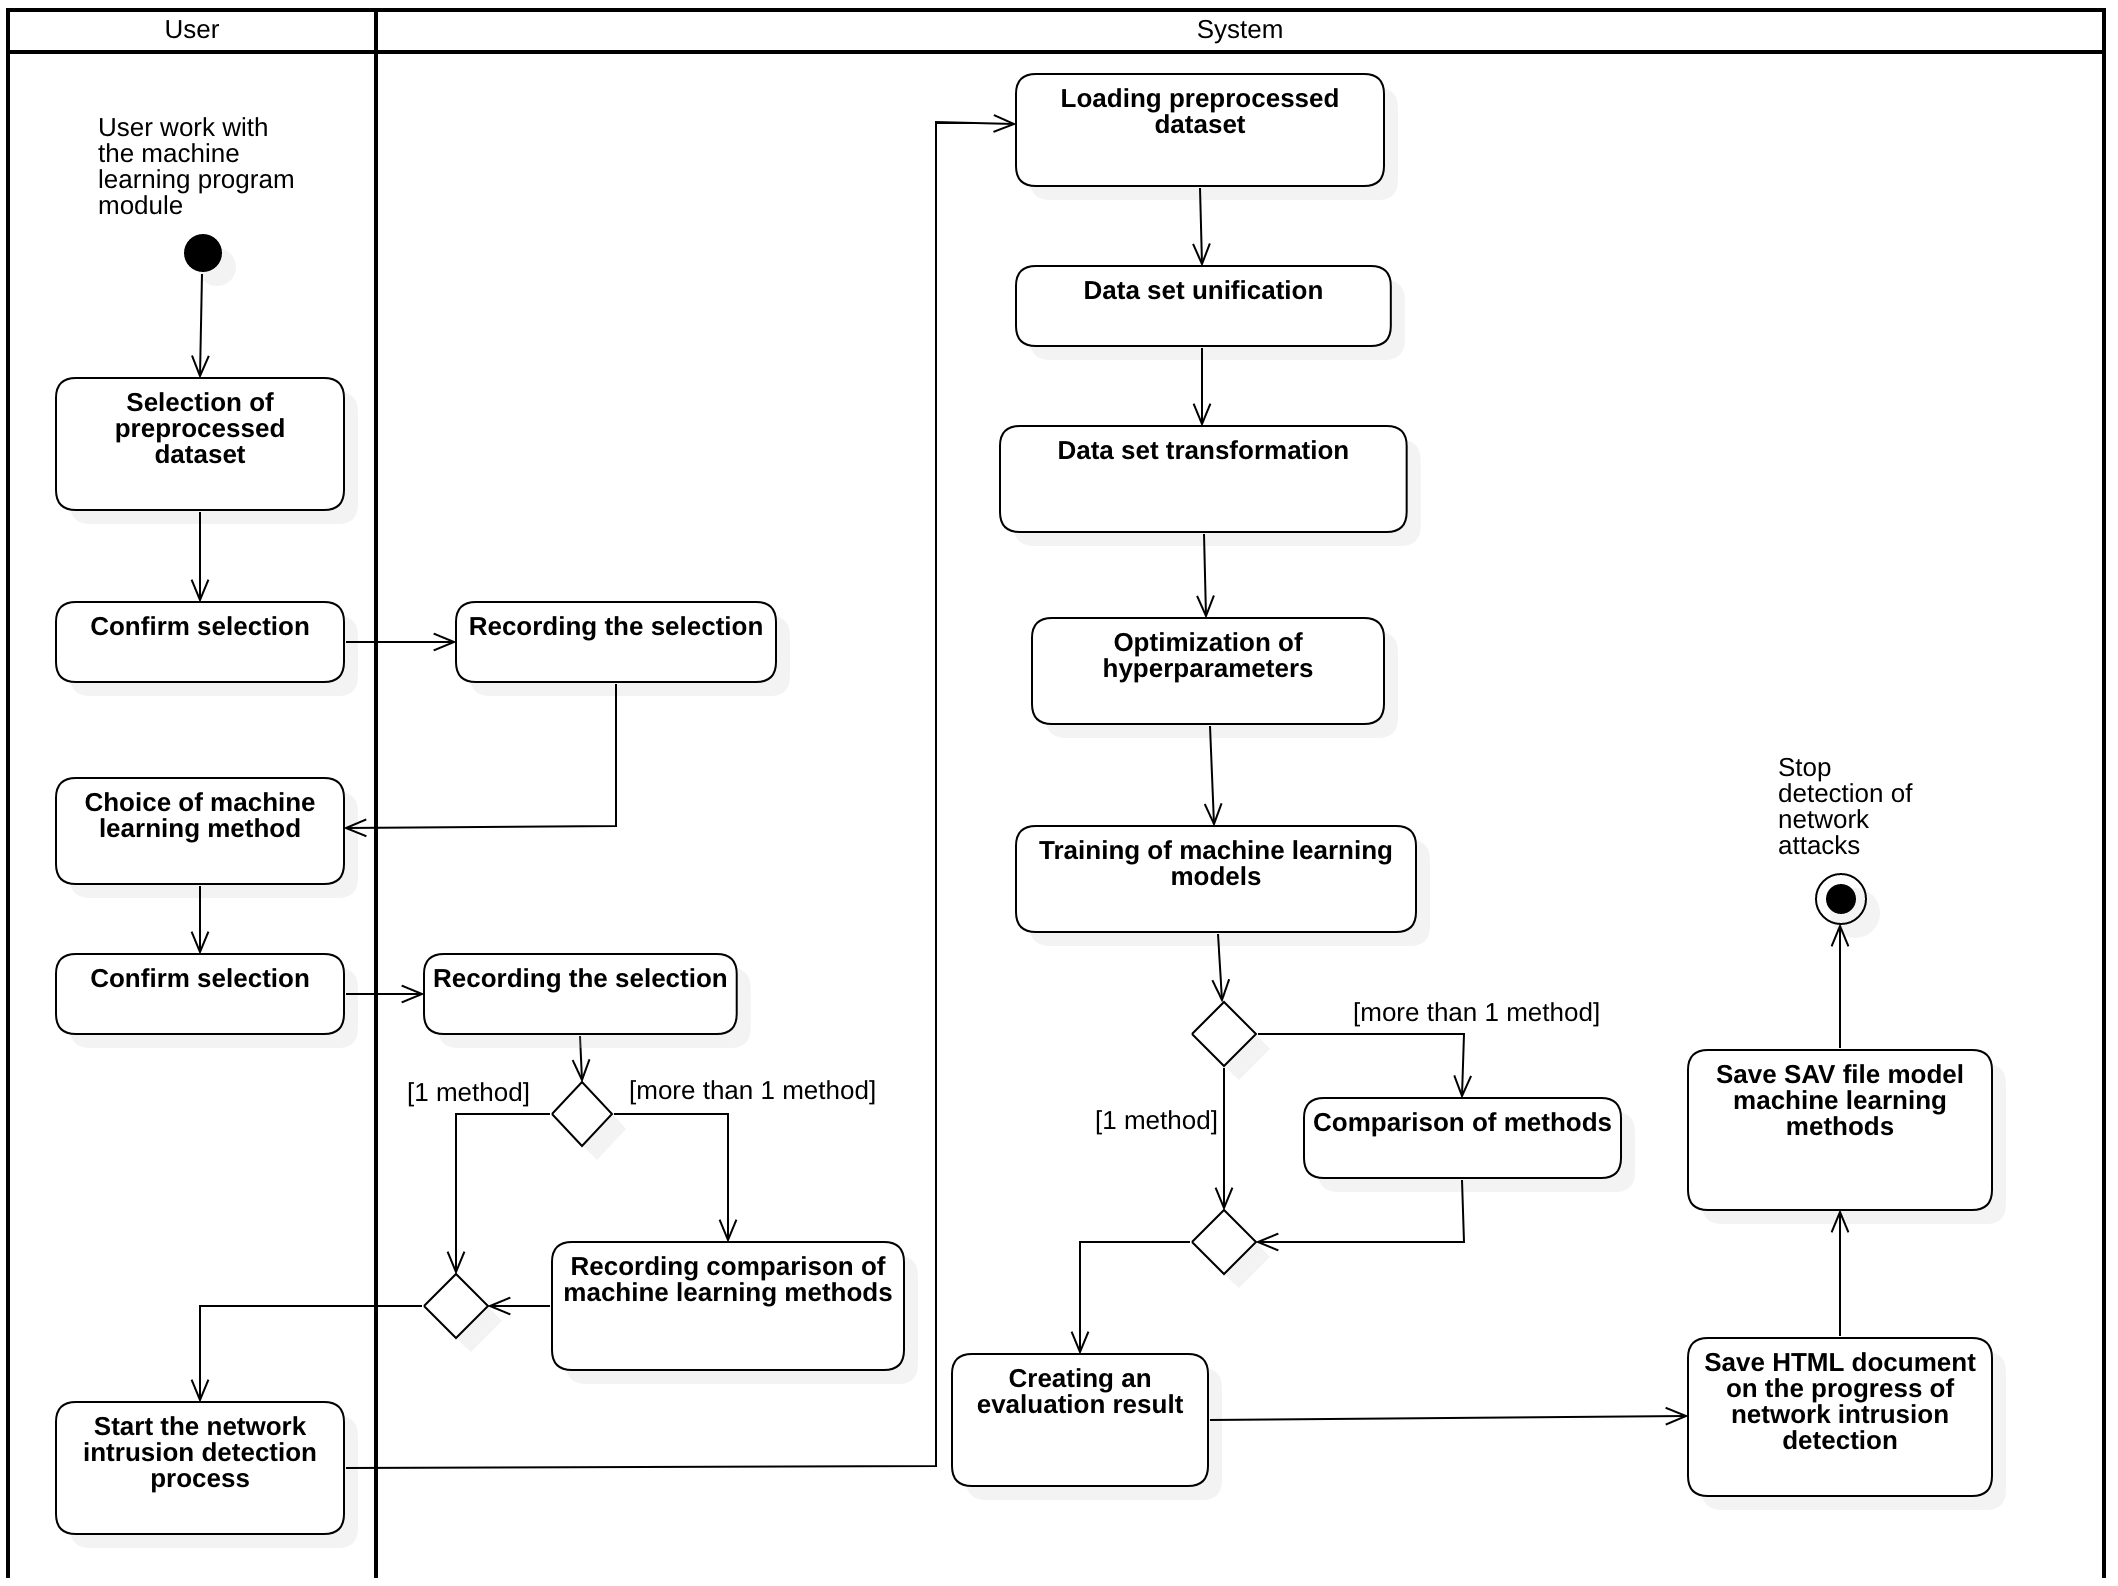 User
System
User work with
the machine
learning program
module
Selection of
preprocessed
dataset
Confirm selection
Recording the selection
Choice of machine
learning method
Confirm selection
Recording the selection
[1 method]
[more than 1 method]
Recording comparison of
machine learning methods
Start the network
intrusion detection
process
Loading preprocessed
dataset
Data set unification
Data set transformation
Optimization of
hyperparameters
Training of machine learning
models
[more than 1 method]
[1 method]
Comparison of methods
Creating an
evaluation result
Save HTML document
on the progress of
network intrusion
detection
Save SAV file model
machine learning
methods
Stop
detection of
network
attacks